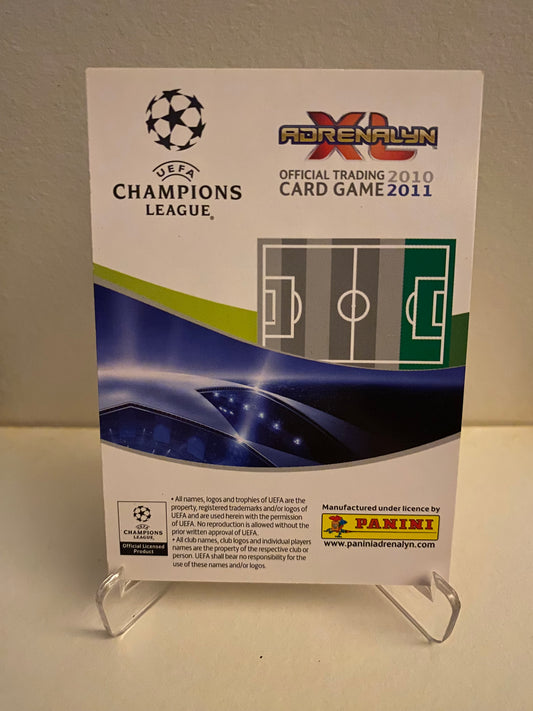 UEFA
CHAMPIONS
LEAGUE®
ADRENALYN
XL
OFFICIAL TRADING 2010
CARD GAME 2011
• All names, logos and trophies of UEFA are the
property, registered trademarks and/or logos of
UEFA and are used herein with the permission
of UEFA. No reproduction is allowed without the
prior written approval of UEFA.
• All club names, club logos and individual players
names are the property of the respective club or
person. UEFA shall bear no responsibility for the
use of these names and/or logos.
UEFA
CHAMPIONS
LEAGUE
Official Licensed
Product
Manufactured under licence by
PANINI
www.paniniadrenalyn.com